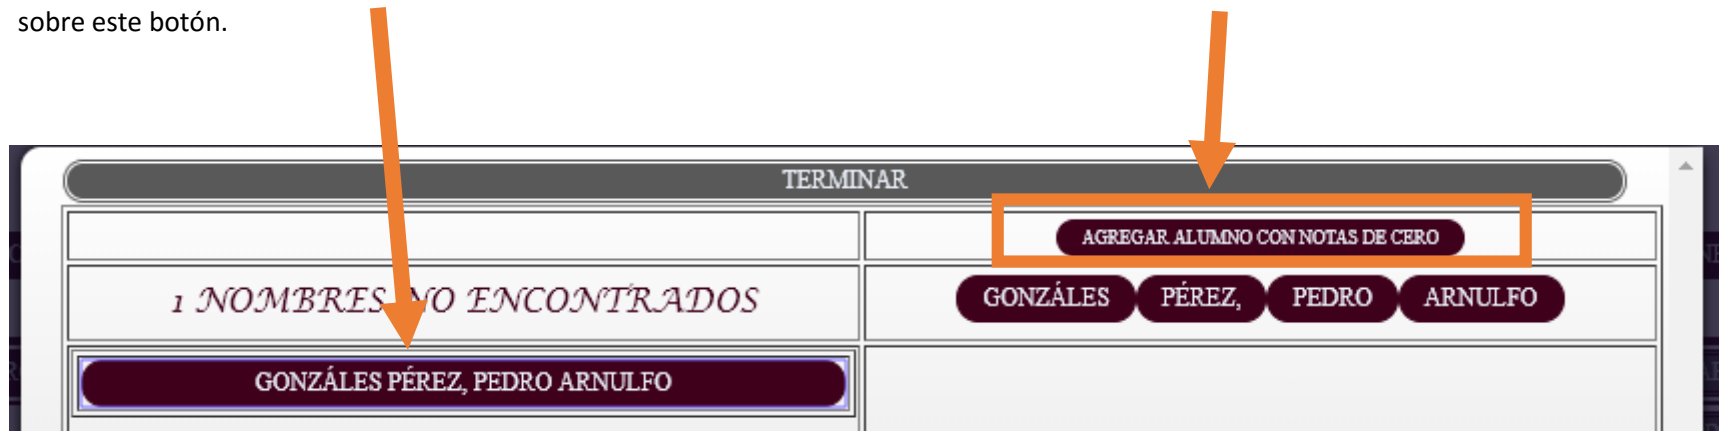 sobre este botón.
TERMINAR
AGREGAR ALUMNO CON NOTAS DE CERO
1 NOMBRES NO ENCONTRADOS
GONZÁLES PÉREZ, PEDRO ARNULFO
GONZÁLES PÉREZ, PEDRO ARNULFO